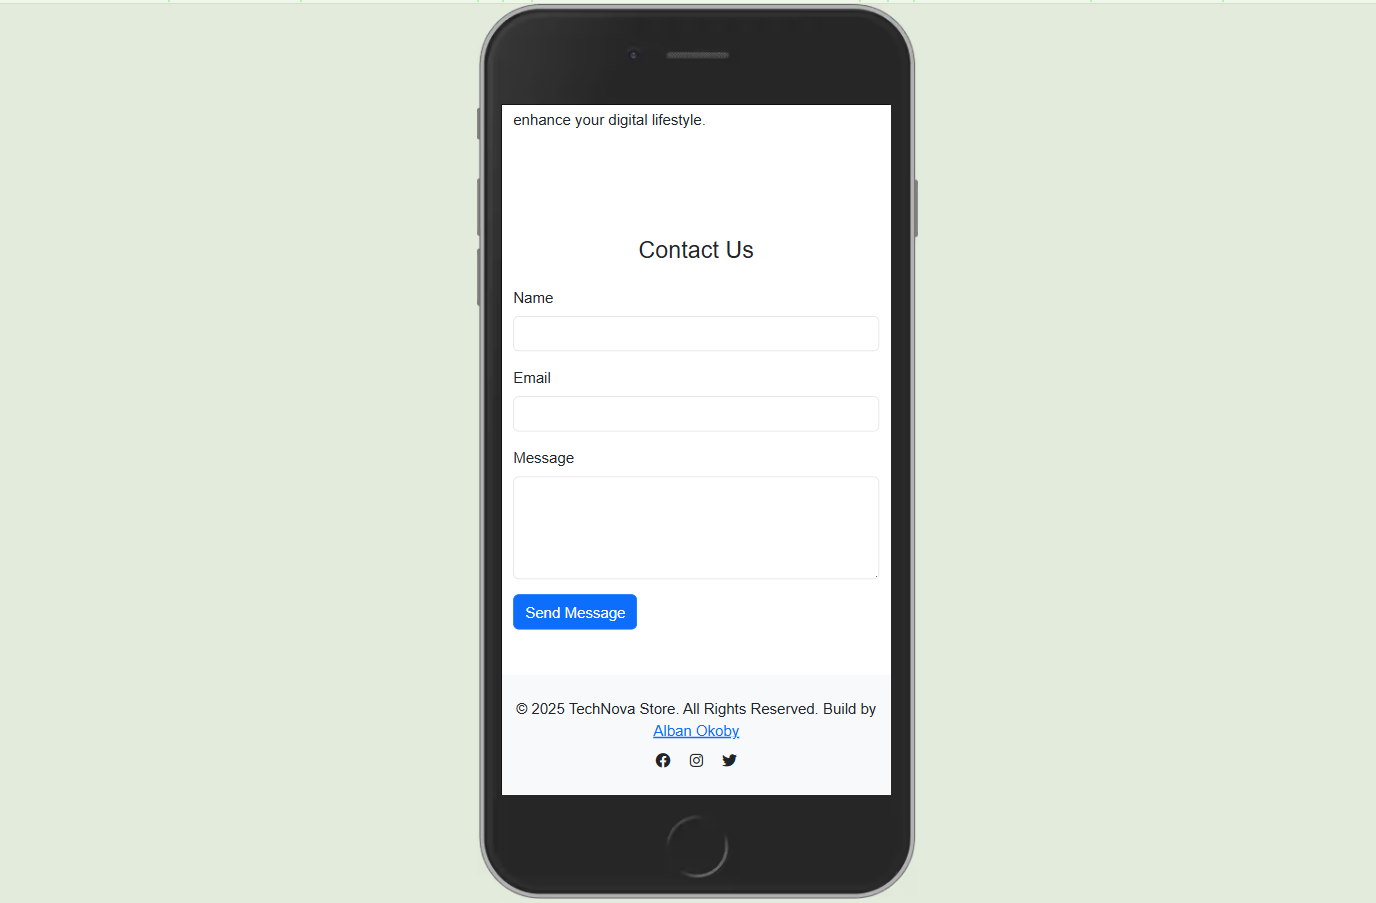 enhance your digital lifestyle.
Contact Us
Name
Email
Message
Send Message
© 2025 TechNova Store. All Rights Reserved. Build by
Alban Okoby